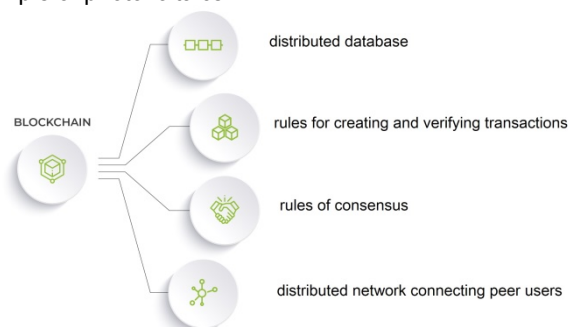 distributed database
BLOCKCHAIN
rules for creating and verifying transactions
rules of consensus
distributed network connecting peer users